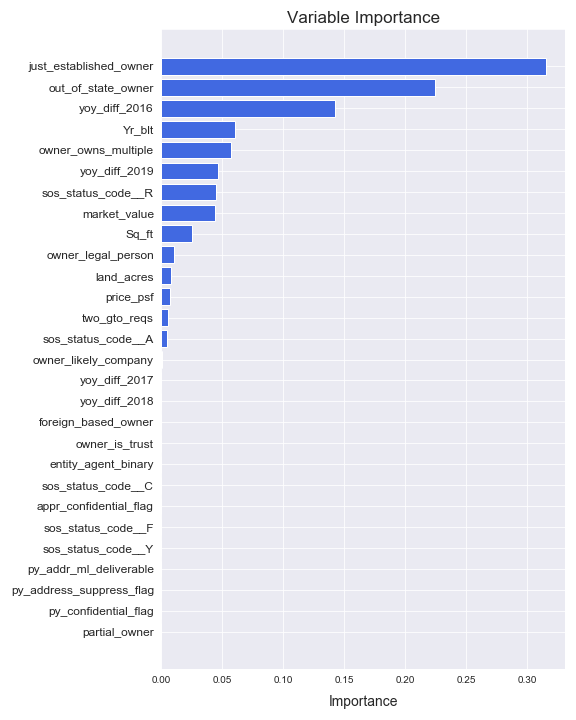 Variable Importance
just_established_owner
out_of_state_owner
yoy_diff_2016
Yr_blt
owner_owns_multiple
yoy_diff_2019
sos_status_code__R
market_value
Sq_ft
owner_legal_person
land_acres
price_psf
two_gto_reqs
sos_status_code__A
owner_likely_company
yoy_diff_2017
yoy_diff_2018
foreign_based_owner
owner_is_trust
entity_agent_binary
sos_status_code__C
appr_confidential_flag
sos_status_code__F
sos_status_code__Y
py_addr_ml_deliverable
py_address_suppress_flag
py_confidential_flag
partial_owner
0.00 0.05 0.10 0.15 0.20 0.25 0.30
Importance